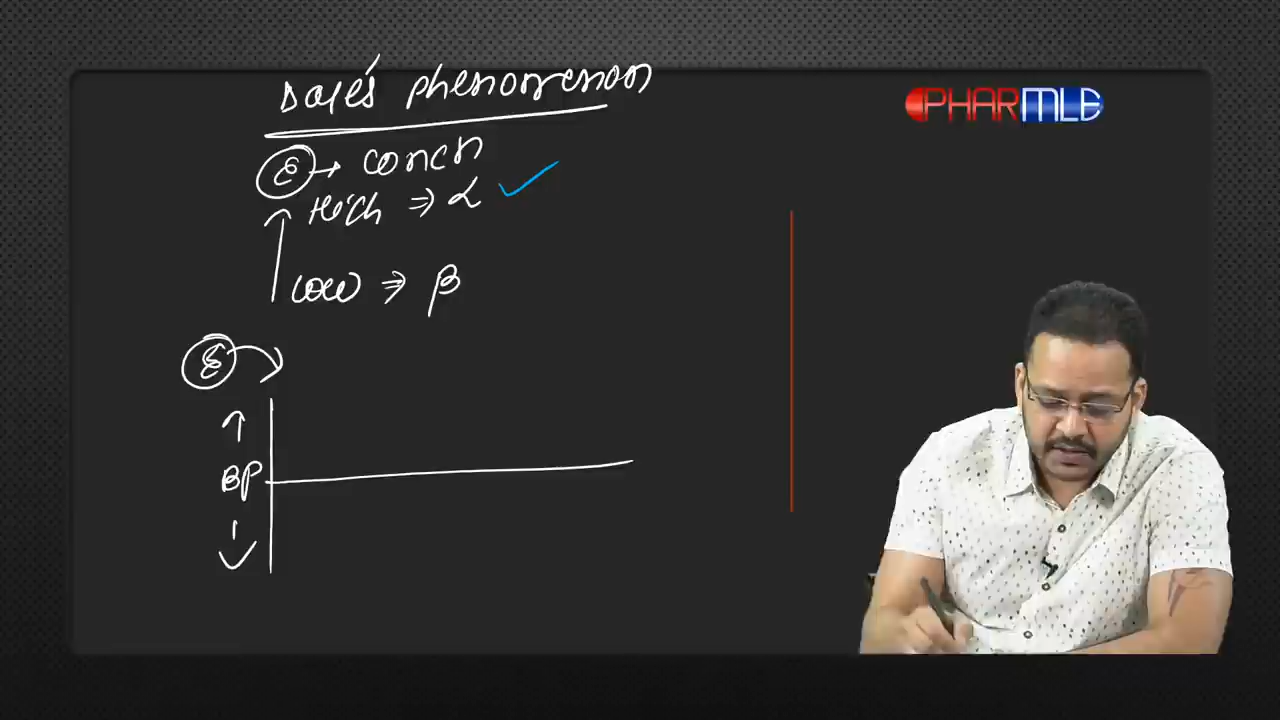 Dale's phenomenon
PHARMLE
E → concn
High ⇒ α
Low ⇒ β
E
BP